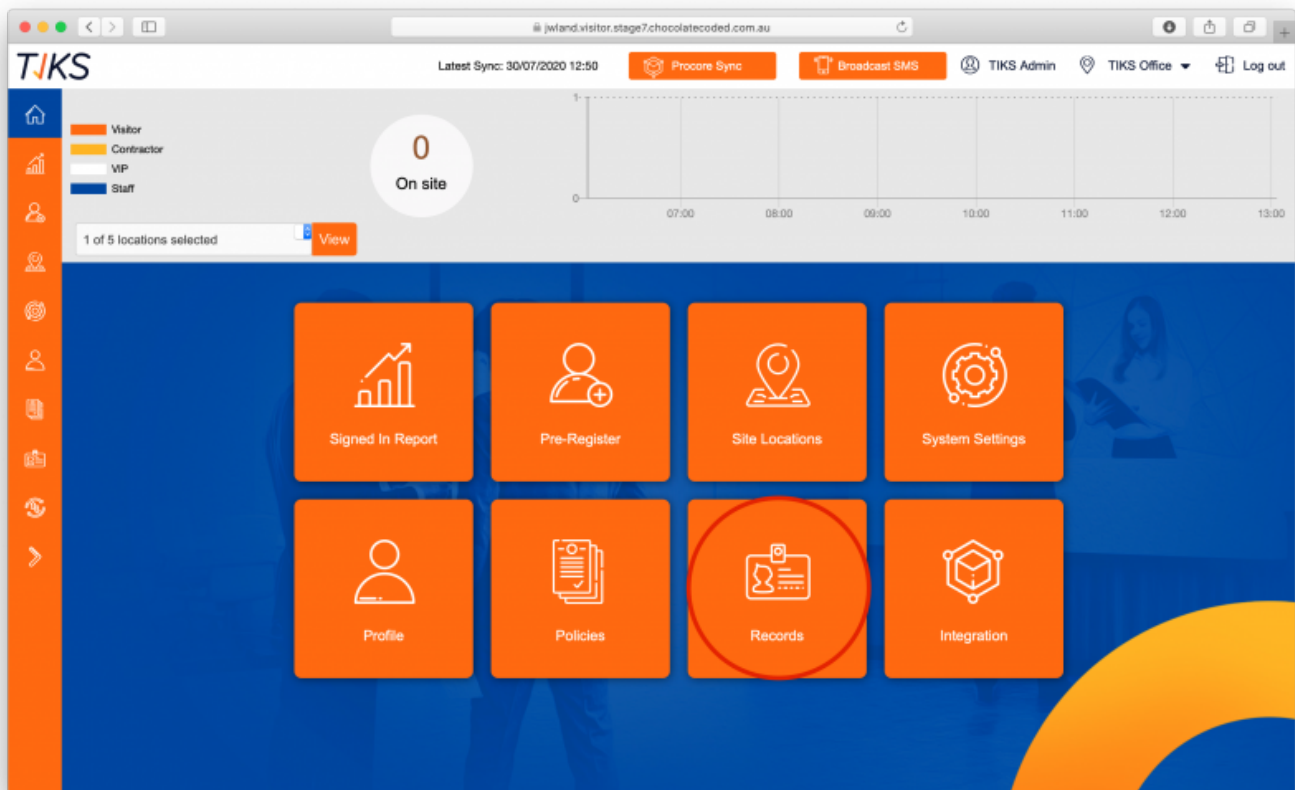 jwland.visitor.stage7.chocolatecoded.com.au
TIKS
Latest Sync: 30/07/2020 12:50
Procore Sync
Broadcast SMS
TIKS Admin
TIKS Office
Log out
Visitor
Contractor
VIP
Staff
0
On site
1
0
07:00 08:00 09:00 10:00 11:00 12:00 13:00
1 of 5 locations selected
View
Signed In Report
Pre-Register
Site Locations
System Settings
Profile
Policies
Records
Integration